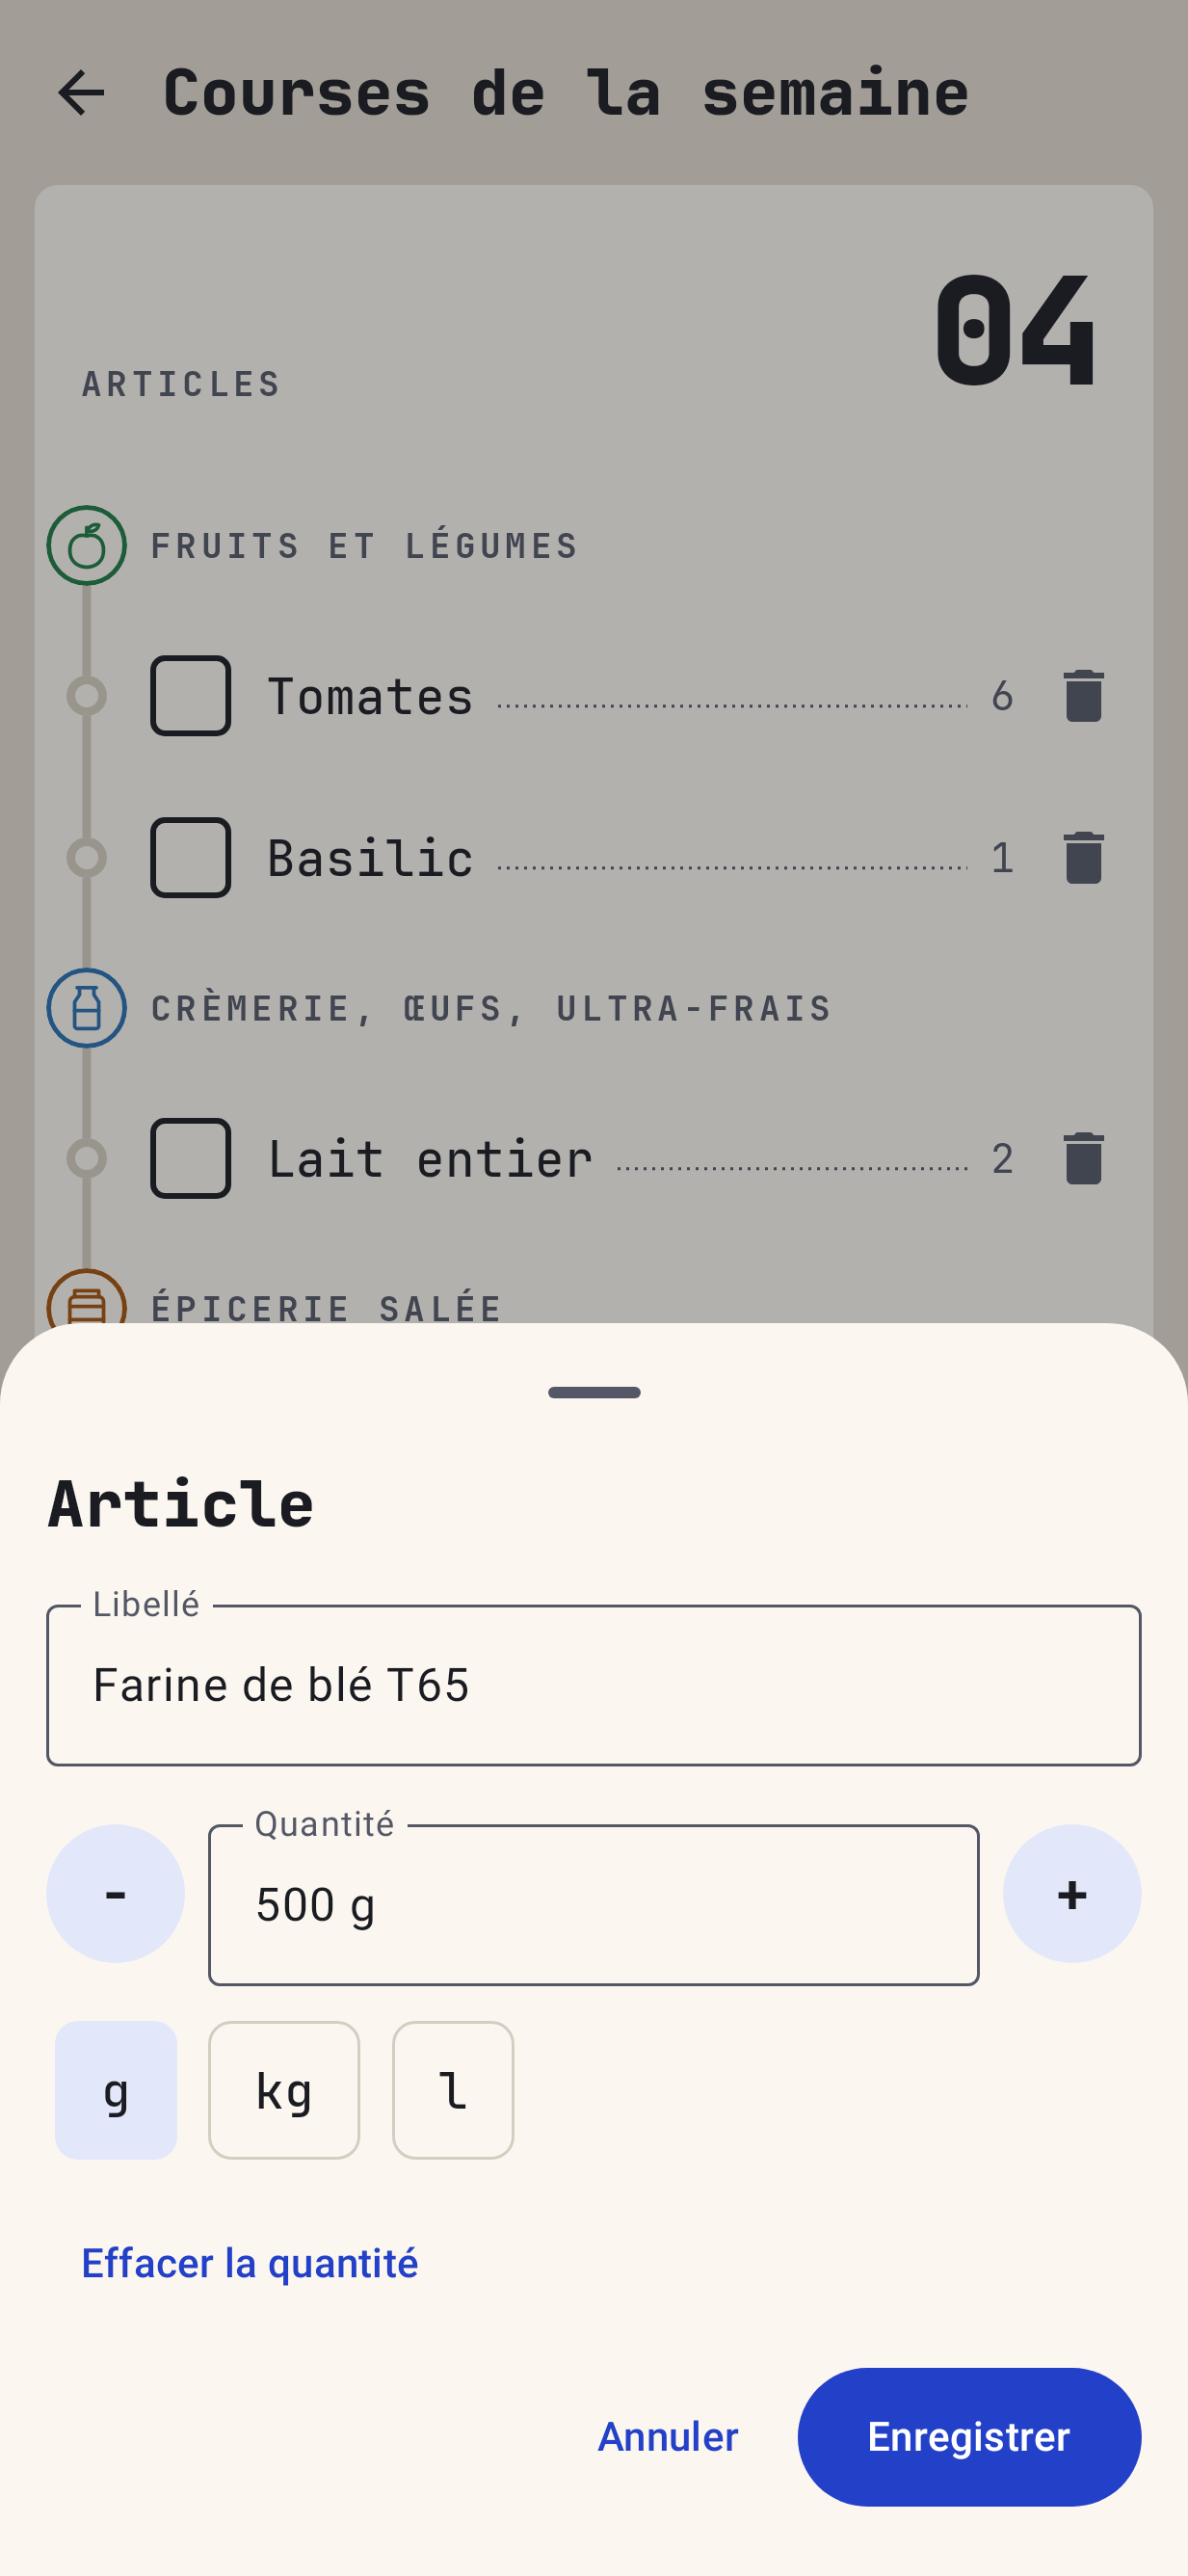 Courses de la semaine
04
ARTICLES
FRUITS ET LÉGUMES
Tomates 6
Basilic 1
CRÈMERIE, ŒUFS, ULTRA-FRAIS
Lait entier 2
ÉPICERIE SALÉE
Article
Libellé
Farine de blé T65
Quantité
- 500 g +
g kg l
Effacer la quantité
Annuler Enregistrer